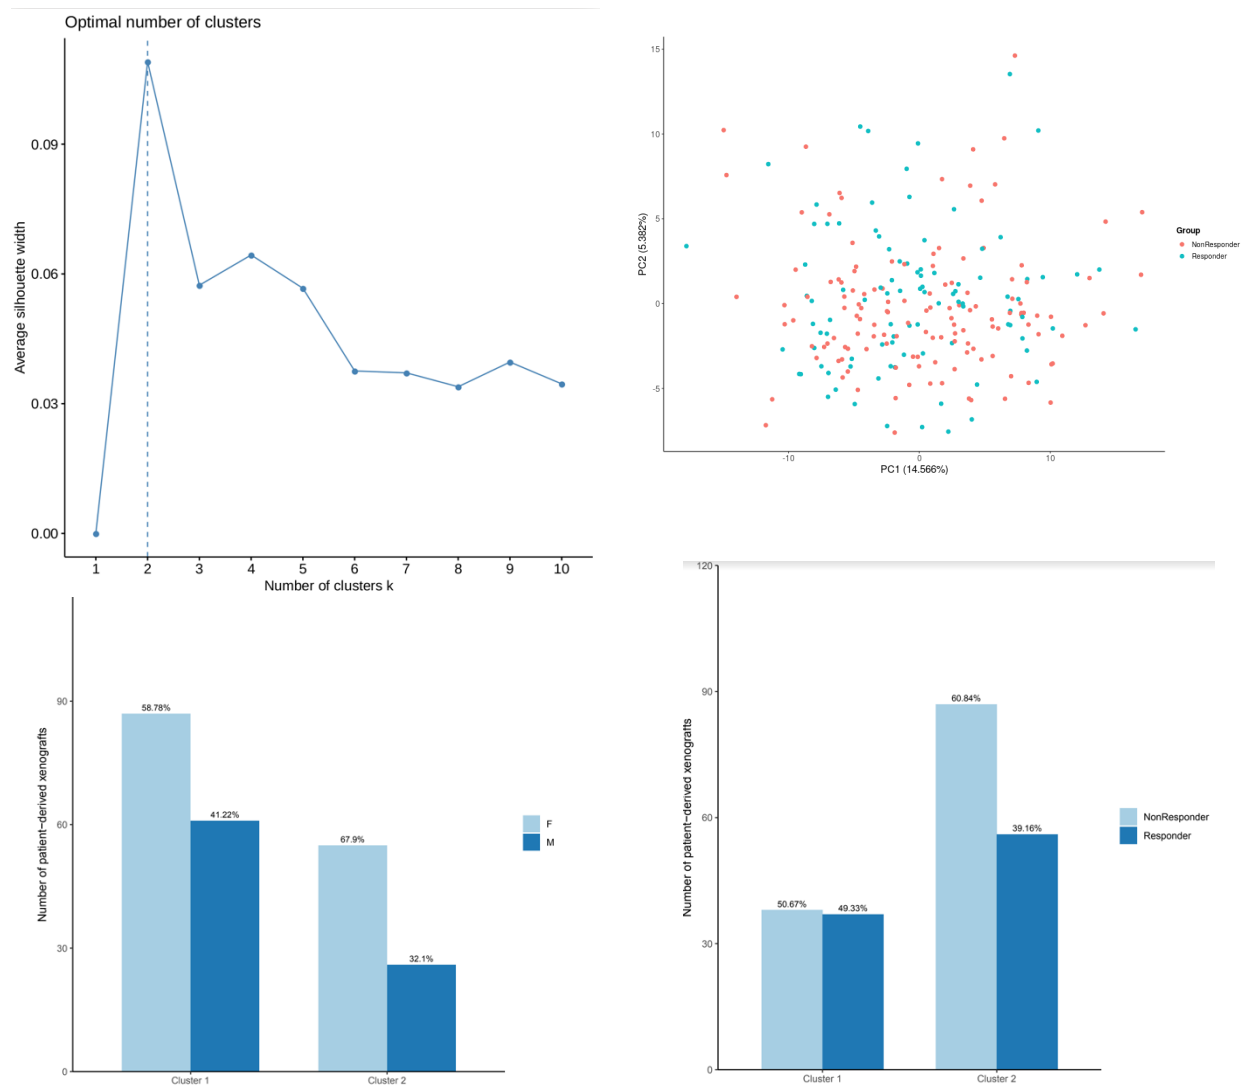 Optimal number of clusters
Average silhouette width
0.09
0.06
0.03
0.00
1 2 3 4 5 6 7 8 9 10
Number of clusters k
PC2 (5.382%)
15
10
5
0
-5
-10 0 10
PC1 (14.566%)
Group
NonResponder
Responder
Number of patient-derived xenografts
90
60
30
0
58.78%
41.22%
67.9%
32.1%
Cluster 1 Cluster 2
F
M
Number of patient-derived xenografts
120
90
60
30
0
50.67% 49.33%
60.84%
39.16%
Cluster 1 Cluster 2
NonResponder
Responder